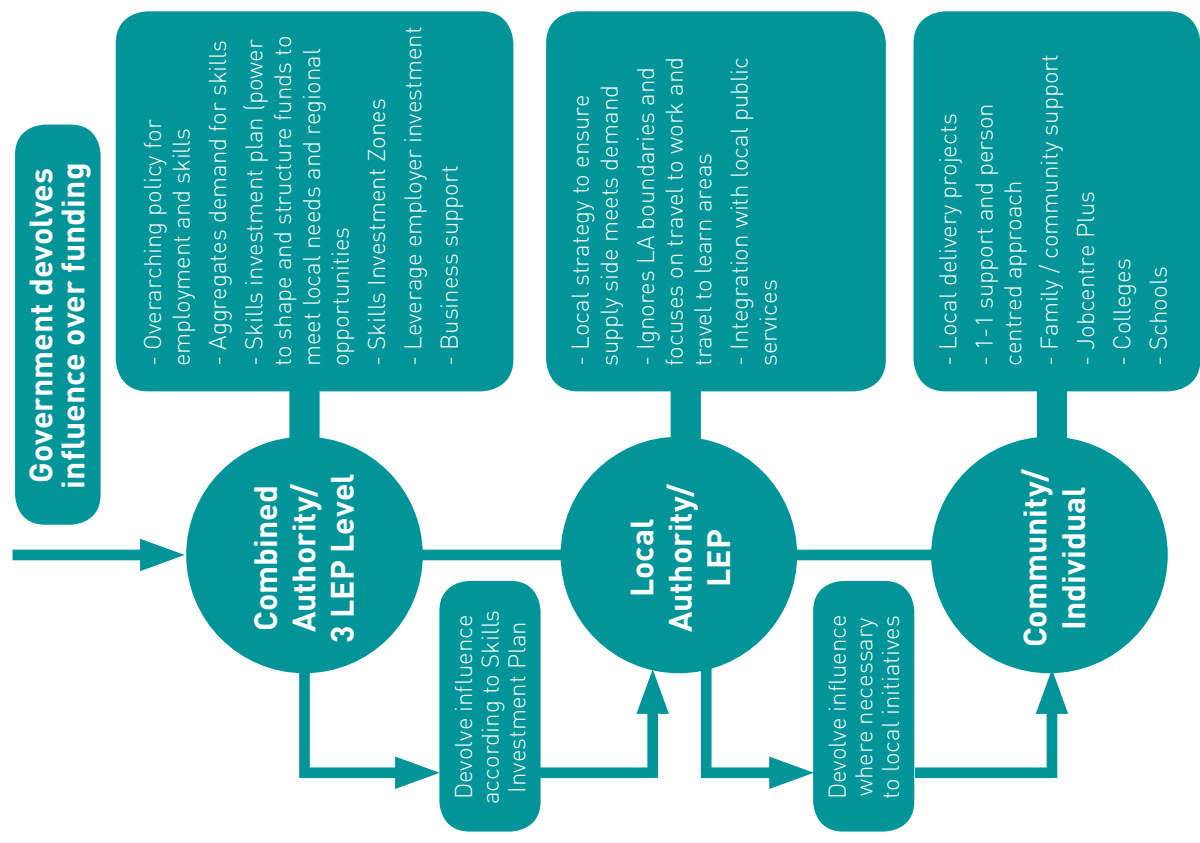 Government devolves
influence over funding
Combined
Authority/
3 LEP Level
- Overarching policy for
employment and skills
- Aggregates demand for skills
- Skills investment plan (power
to shape and structure funds to
meet local needs and regional
opportunities
- Skills Investment Zones
- Leverage employer investment
- Business support
Devolve influence
according to Skills
Investment Plan
Local
Authority/
LEP
- Local strategy to ensure
supply side meets demand
- Ignores LA boundaries and
focuses on travel to work and
travel to learn areas
- Integration with local public
services
Devolve influence
where necessary
to local initiatives
Community/
Individual
- Local delivery projects
- 1-1 support and person
centred approach
- Family / community support
- Jobcentre Plus
- Colleges
- Schools